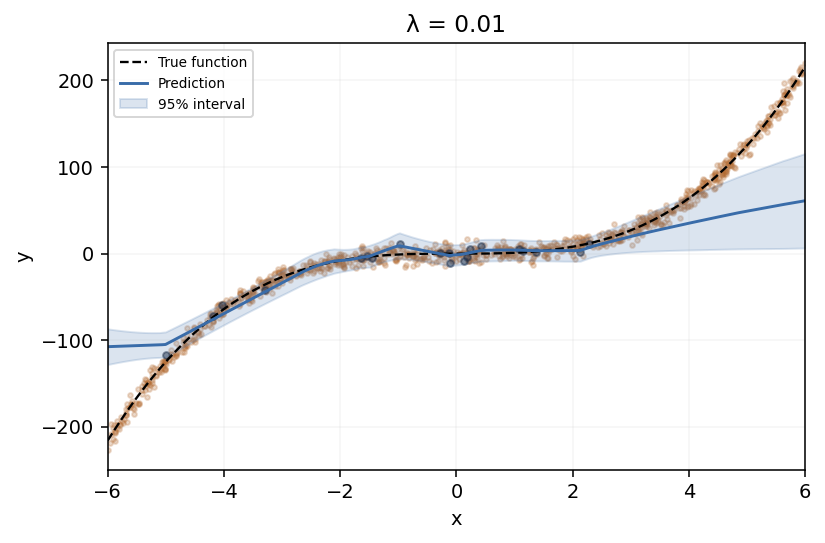 λ = 0.01
True function
Prediction
95% interval
y
200
100
0
−100
−200
−6 −4 −2 0 2 4 6
x